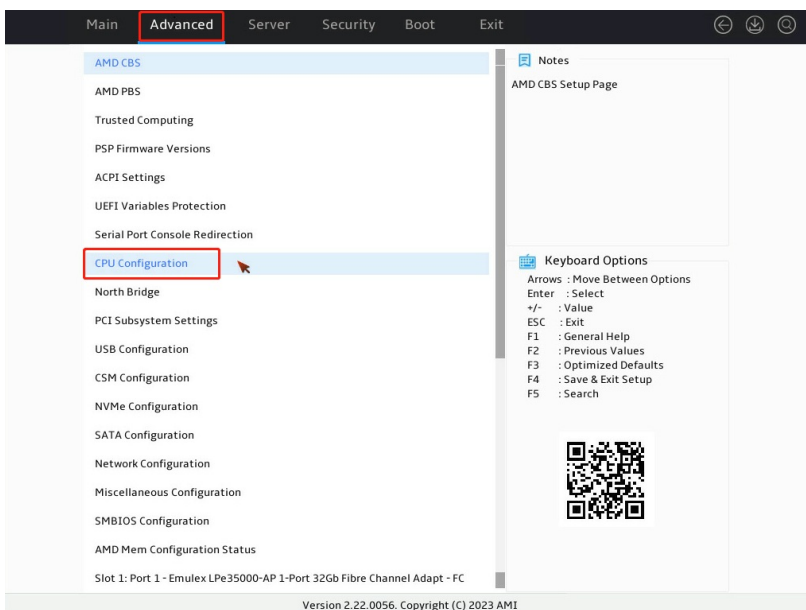 Main Advanced Server Security Boot Exit
AMD CBS
AMD PBS
Trusted Computing
PSP Firmware Versions
ACPI Settings
UEFI Variables Protection
Serial Port Console Redirection
CPU Configuration
North Bridge
PCI Subsystem Settings
USB Configuration
CSM Configuration
NVMe Configuration
SATA Configuration
Network Configuration
Miscellaneous Configuration
SMBIOS Configuration
AMD Mem Configuration Status
Slot 1: Port 1 - Emulex LPe35000-AP 1-Port 32Gb Fibre Channel Adapt - FC
Notes
AMD CBS Setup Page
Keyboard Options
Arrows : Move Between Options
Enter : Select
+/- : Value
ESC : Exit
F1 : General Help
F2 : Previous Values
F3 : Optimized Defaults
F4 : Save & Exit Setup
F5 : Search
Version 2.22.0056. Copyright (C) 2023 AMI